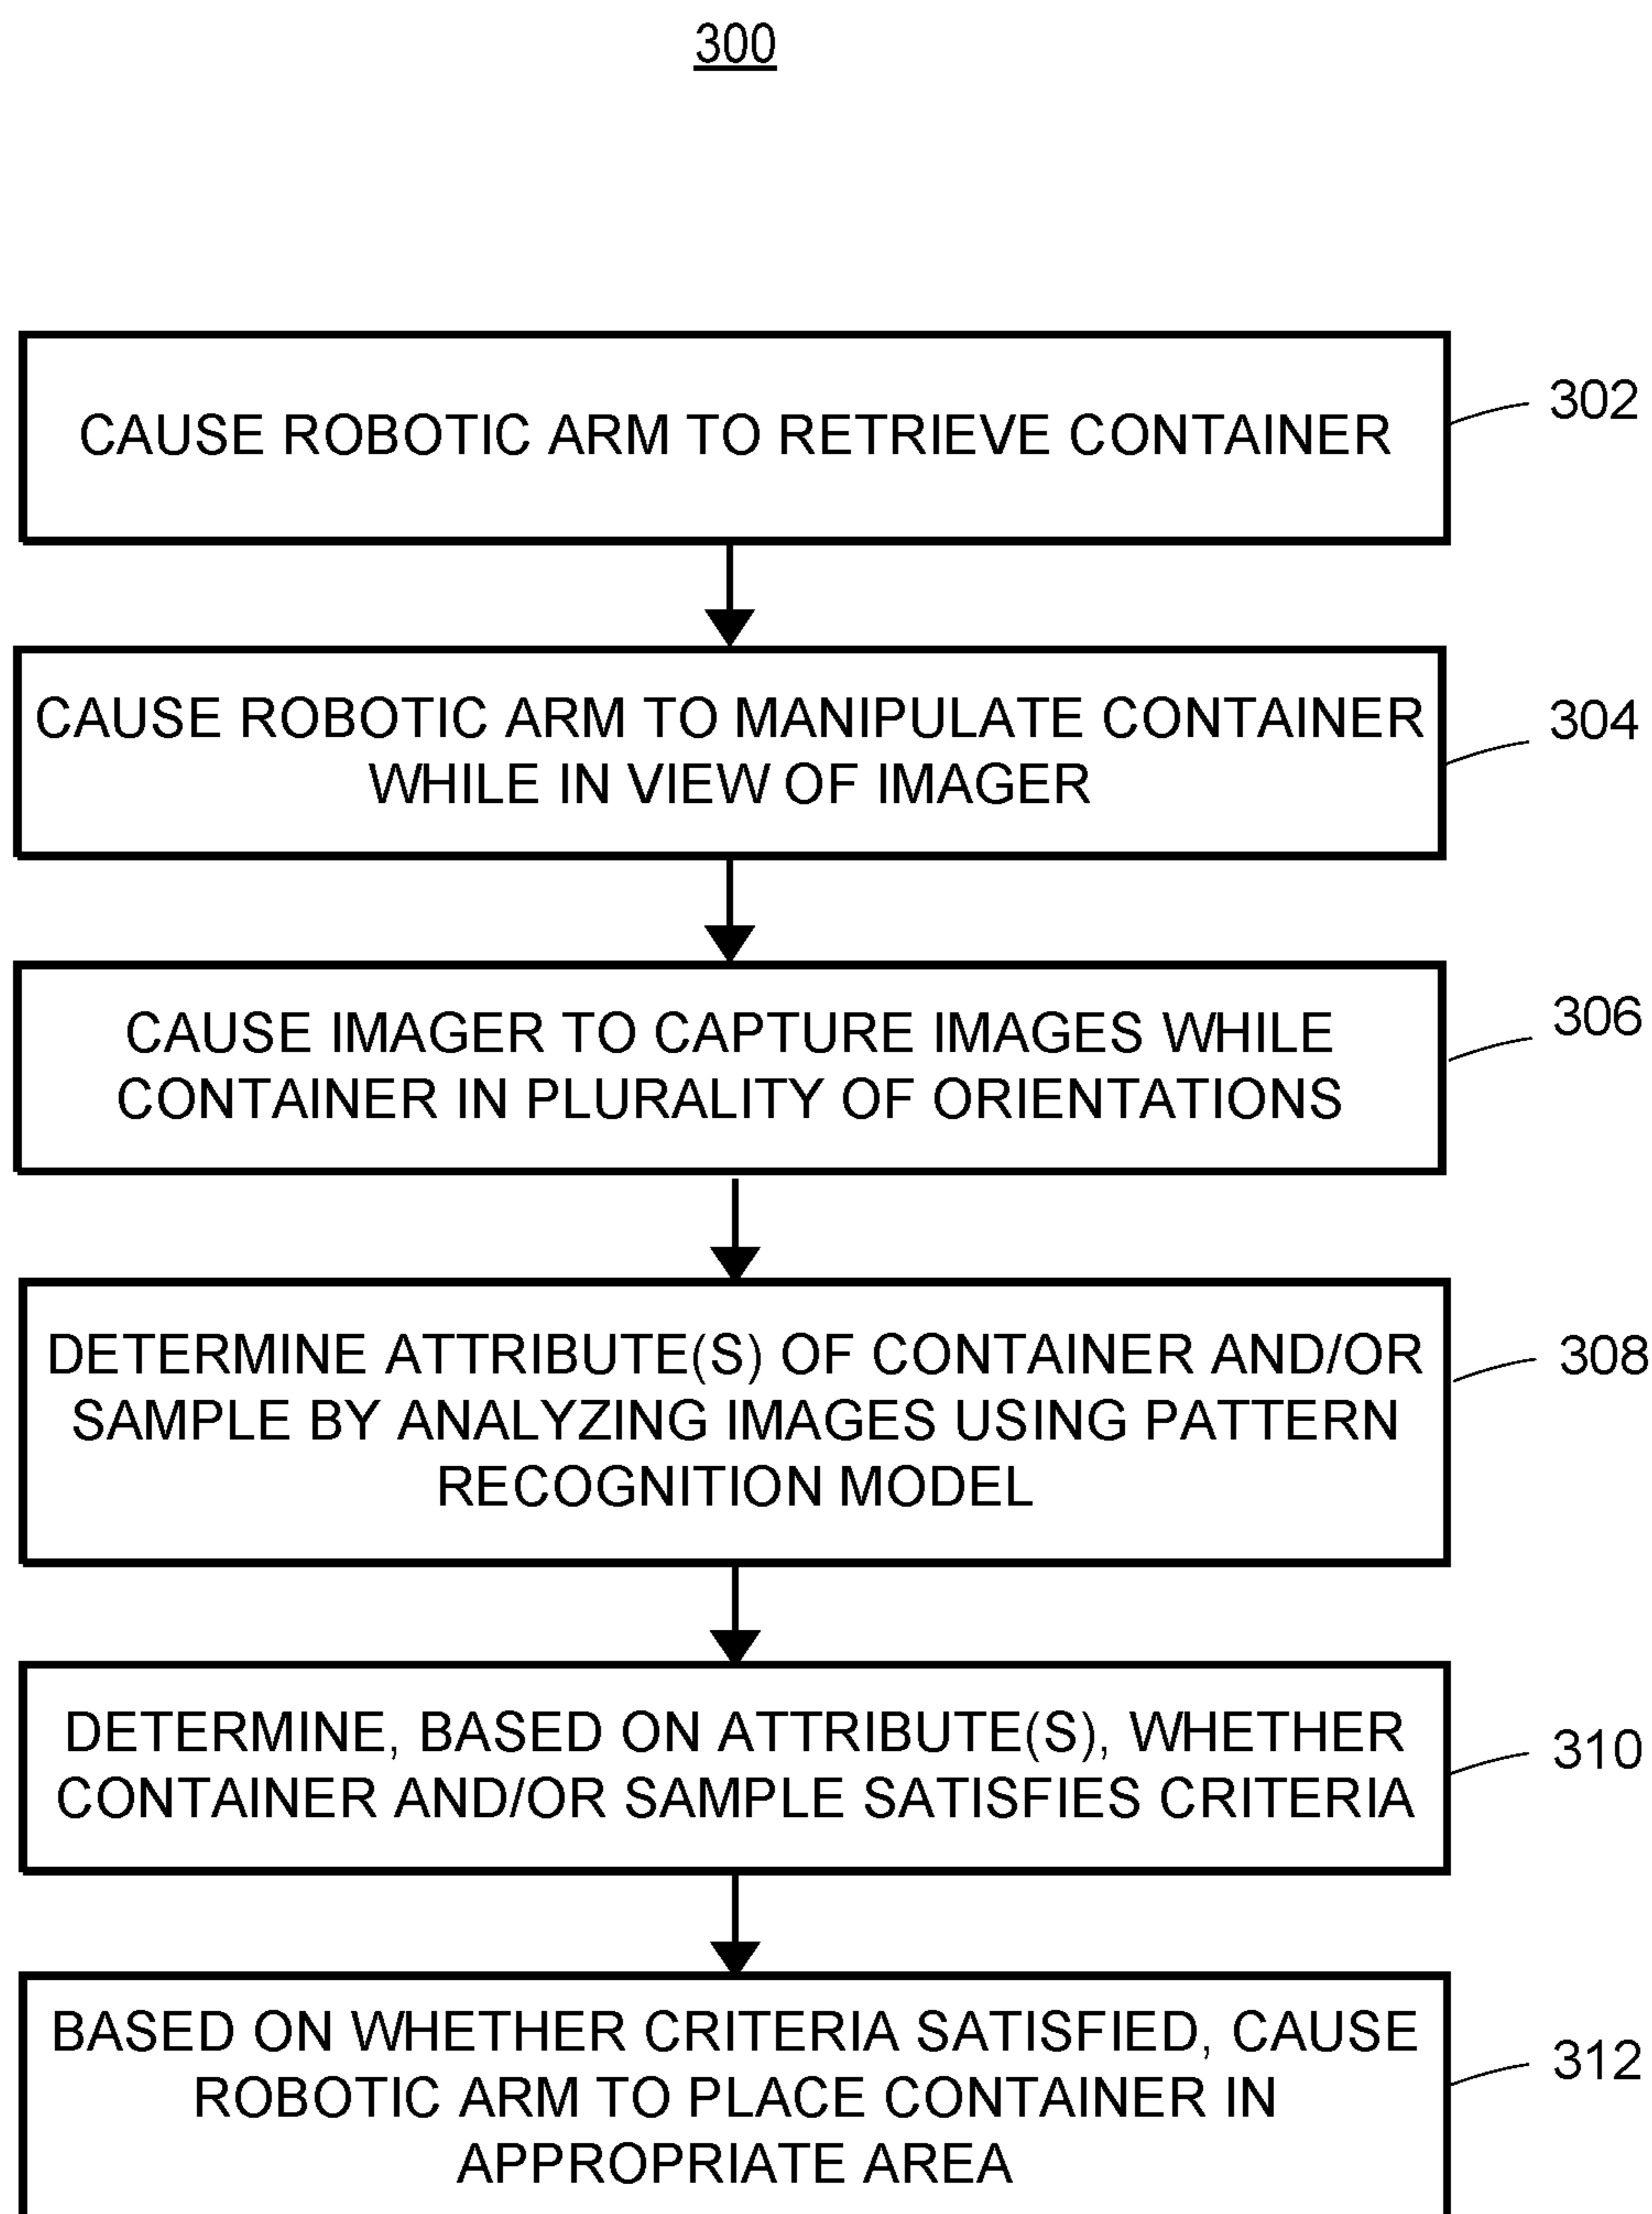 300
CAUSE ROBOTIC ARM TO RETRIEVE CONTAINER
302
CAUSE ROBOTIC ARM TO MANIPULATE CONTAINER
WHILE IN VIEW OF IMAGER
304
CAUSE IMAGER TO CAPTURE IMAGES WHILE
CONTAINER IN PLURALITY OF ORIENTATIONS
306
DETERMINE ATTRIBUTE(S) OF CONTAINER AND/OR
SAMPLE BY ANALYZING IMAGES USING PATTERN
RECOGNITION MODEL
308
DETERMINE, BASED ON ATTRIBUTE(S), WHETHER
CONTAINER AND/OR SAMPLE SATISFIES CRITERIA
310
BASED ON WHETHER CRITERIA SATISFIED, CAUSE
ROBOTIC ARM TO PLACE CONTAINER IN
APPROPRIATE AREA
312